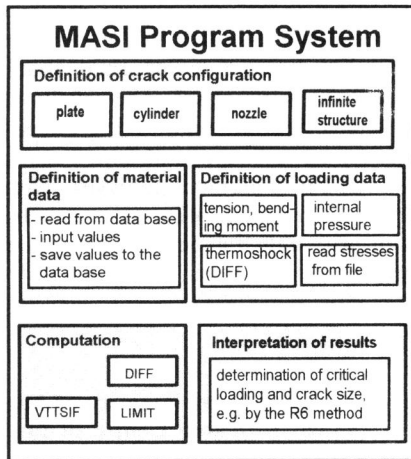 MASI Program System
Definition of crack configuration
plate
cylinder
nozzle
infinite
structure
Definition of material
data
- read from data base
- input values
- save values to the
data base
Definition of loading data
tension, bend-
ing moment
internal
pressure
thermoshock
(DIFF)
read stresses
from file
Computation
DIFF
VTTSIF
LIMIT
Interpretation of results
determination of critical
loading and crack size,
e.g. by the R6 method